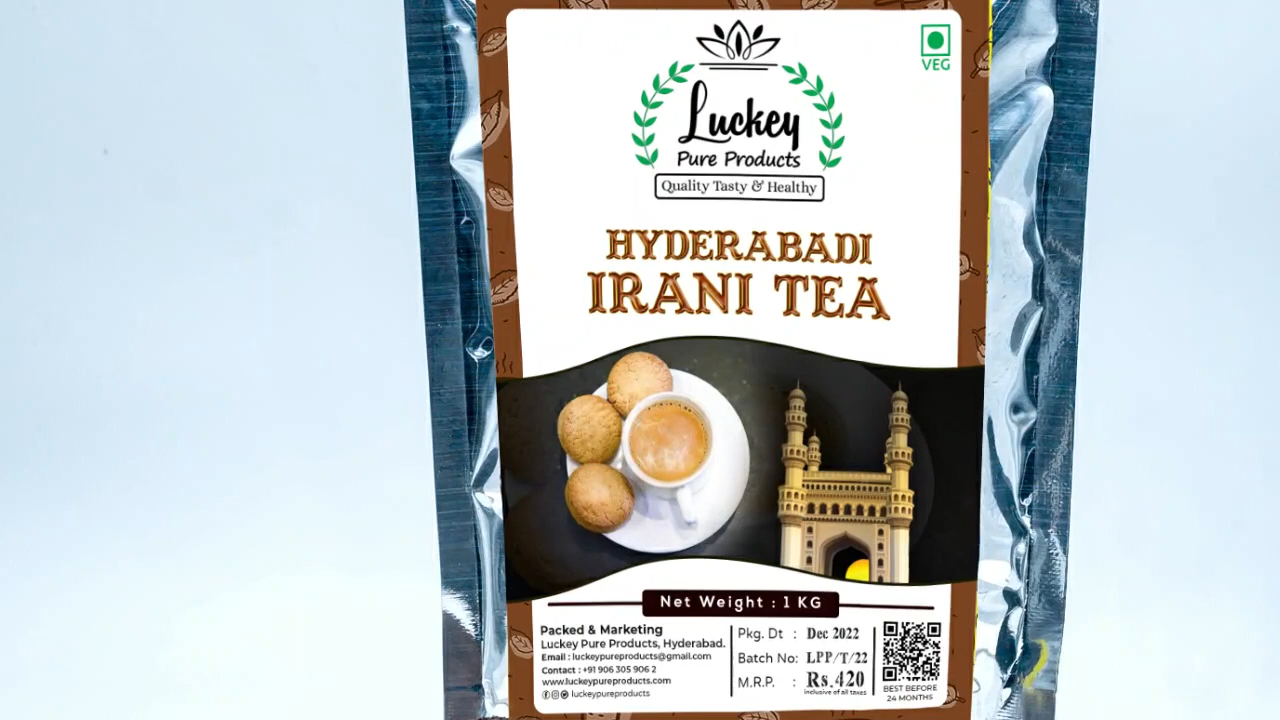 VEG
Luckey
Pure Products
Quality Tasty & Healthy
HYDERABADI
IRANI TEA
Net Weight : 1 KG
Packed & Marketing
Luckey Pure Products, Hyderabad.
Email : luckeypureproducts@gmail.com
Contact : +91 906 305 906 2
www.luckeypureproducts.com
luckeypureproducts
Pkg. Dt : Dec 2022
Batch No: LPP/T/22
M.R.P. : Rs.420
inclusive of all taxes
BEST BEFORE
24 MONTHS